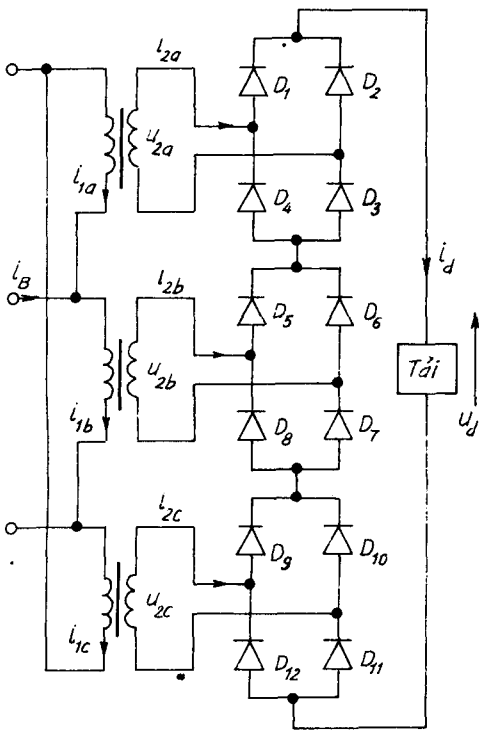 i2a
D1
D2
u2a
i1a
D4
D3
id
iB
i2b
D5
D6
Tải
u2b
ud
i1b
D8
D7
i2c
D9
D10
u2c
i1c
D12
D11